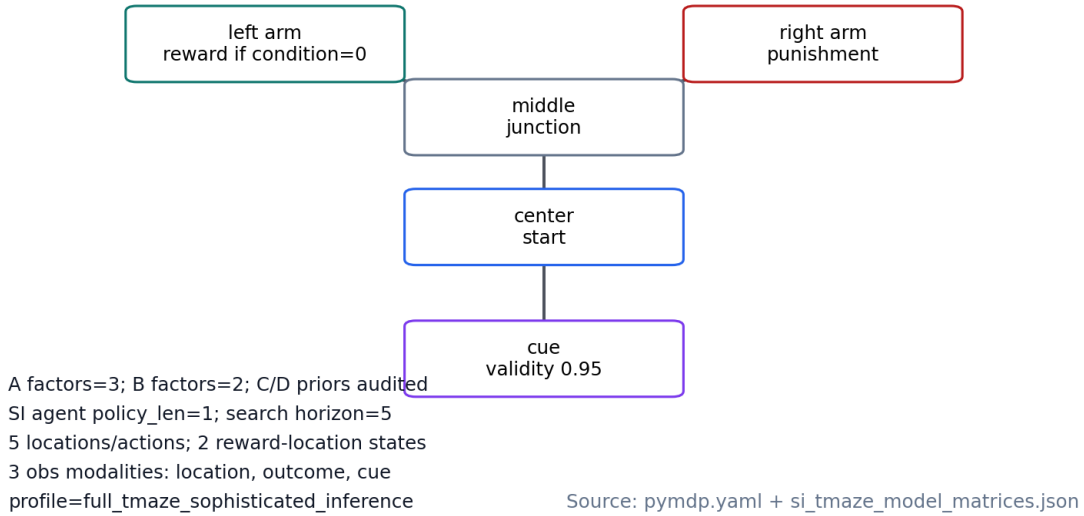 left arm
reward if condition=0
right arm
punishment
middle
junction
center
start
cue
validity 0.95
A factors=3; B factors=2; C/D priors audited
SI agent policy_len=1; search horizon=5
5 locations/actions; 2 reward-location states
3 obs modalities: location, outcome, cue
profile=full_tmaze_sophisticated_inference
Source: pymdp.yaml + si_tmaze_model_matrices.json